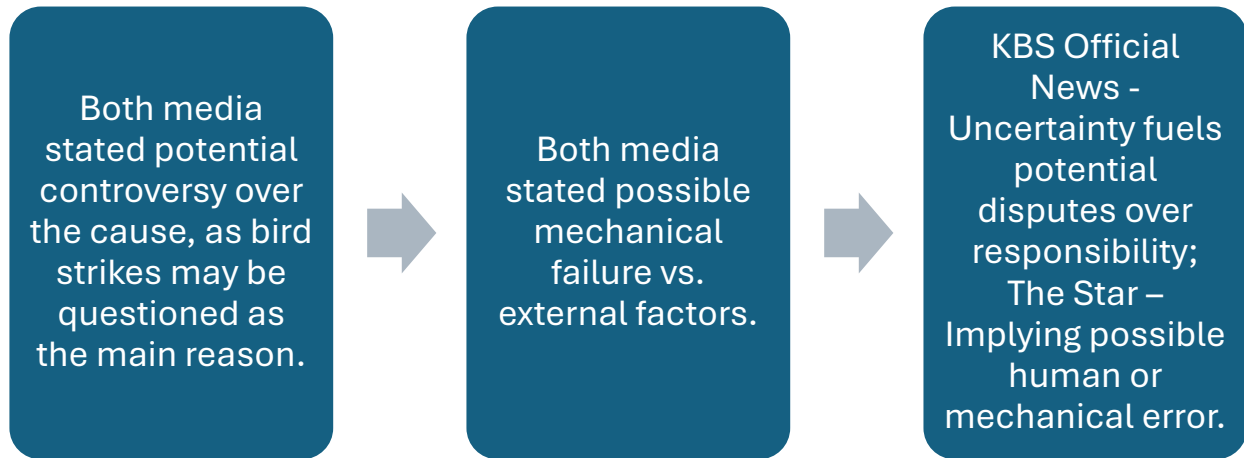 Both media
stated potential
controversy over
the cause, as bird
strikes may be
questioned as
the main reason.
Both media
stated possible
mechanical
failure vs.
external factors.
KBS Official
News -
Uncertainty fuels
potential
disputes over
responsibility;
The Star –
Implying possible
human or
mechanical error.